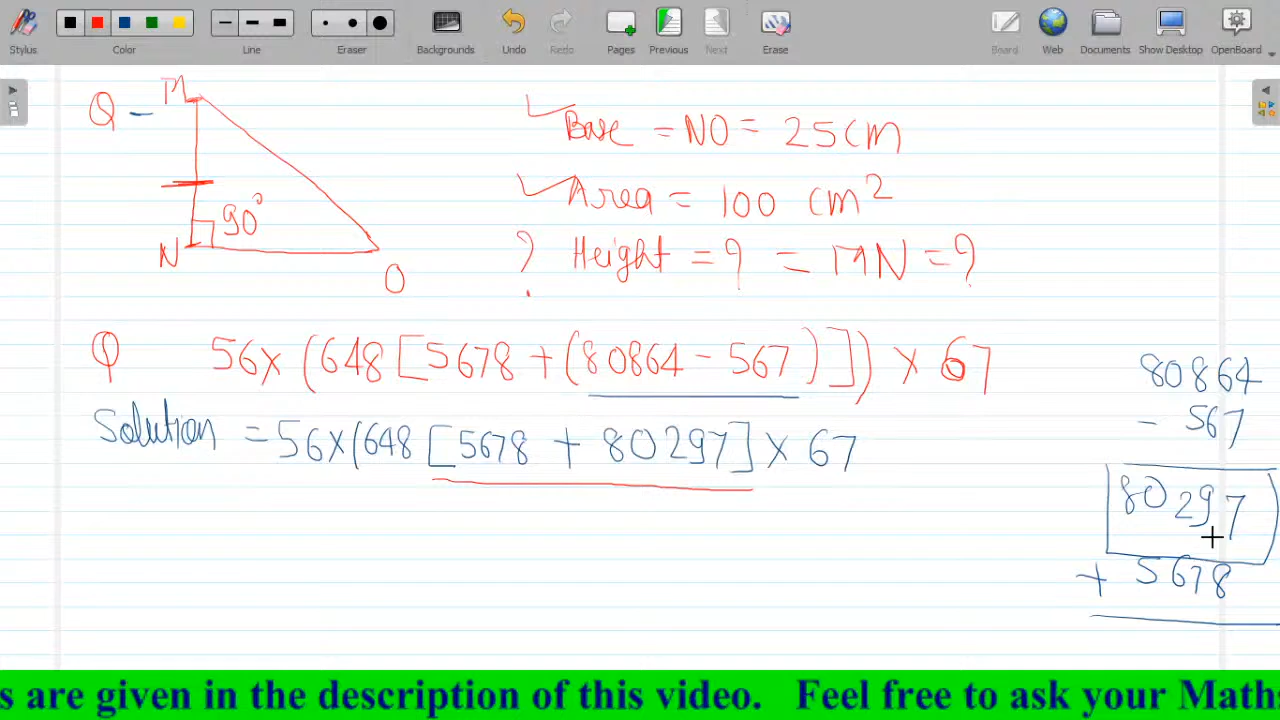 Stylus Color Line Eraser Backgrounds Undo Redo Pages Previous Next Erase Board Web Documents Show Desktop OpenBoard
Q – M
N
O
90°
Base = NO = 25cm
Area = 100 cm²
? Height = ? = MN = ?
Q 56× (648[5678+(80864-567)]) × 67
Solution = 56×(648 [5678 + 80297] × 67
80864
- 567
80297
+ 5678
s are given in the description of this video. Feel free to ask your Math